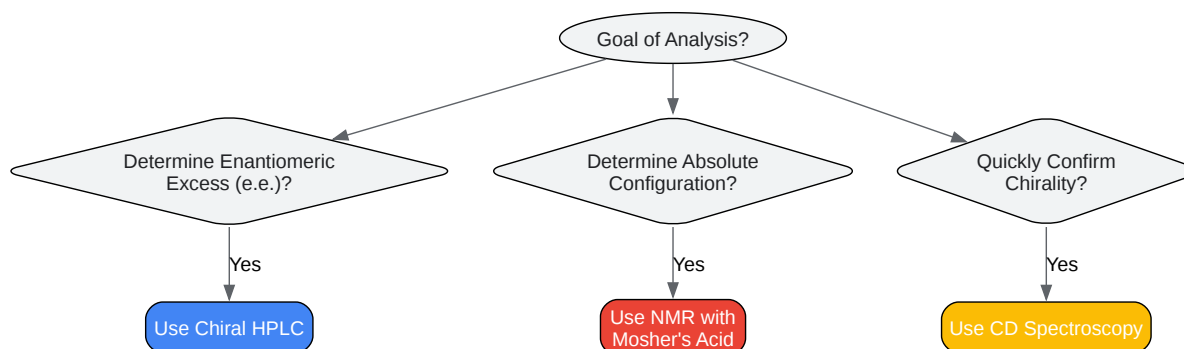 Goal of Analysis?
Determine Enantiomeric
Excess (e.e.)?
Determine Absolute
Configuration?
Quickly Confirm
Chirality?
Yes
Yes
Yes
Use Chiral HPLC
Use NMR with
Mosher's Acid
Use CD Spectroscopy